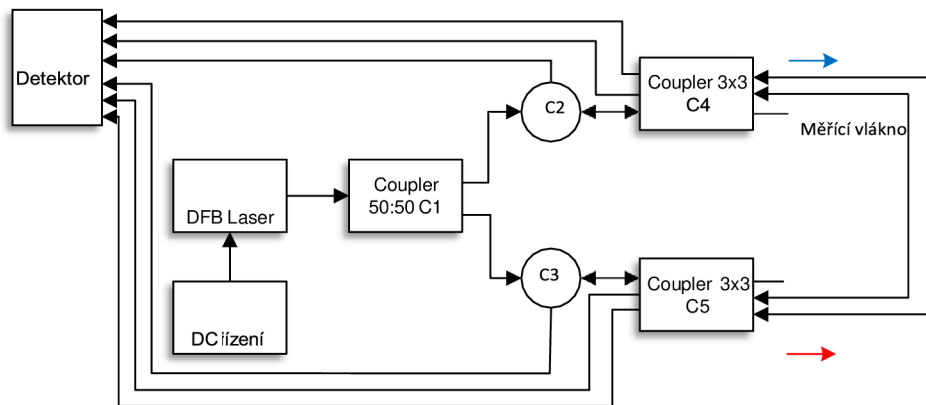 Detektor
C2
Coupler 3x3
C4
Měřící vlákno
DFB Laser
Coupler
50:50 C1
C3
Coupler 3x3
C5
DC řízení